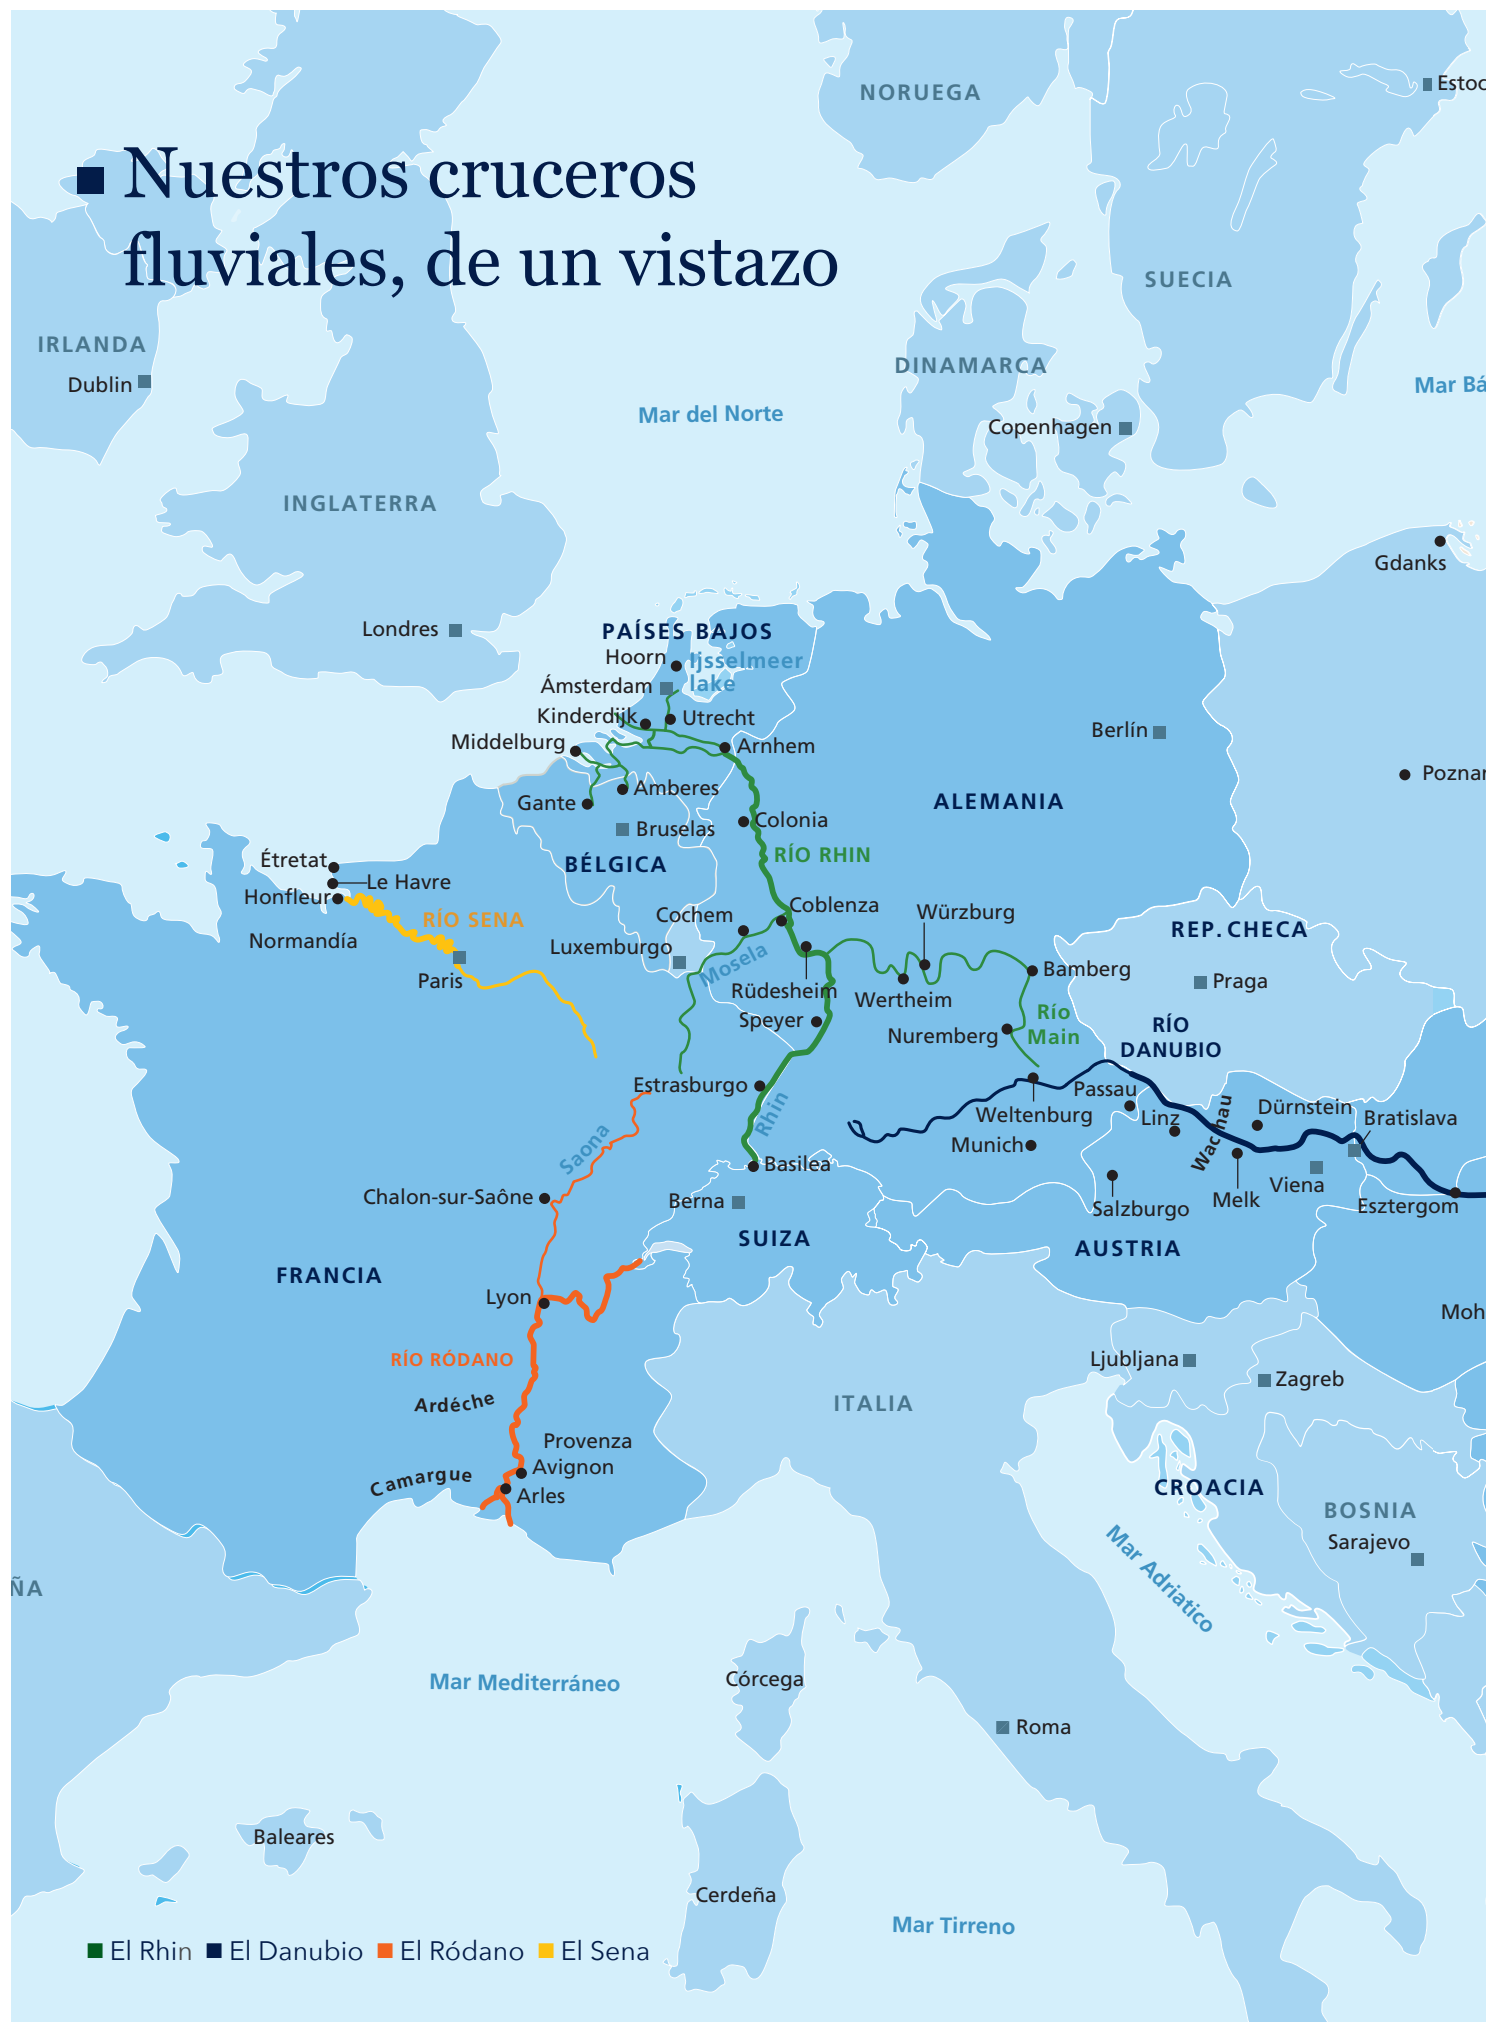 Nuestros cruceros
fluviales, de un vistazo
NORUEGA
Estoc
SUECIA
IRLANDA
Dublin
DINAMARCA
Mar Bá
Mar del Norte
Copenhagen
INGLATERRA
Gdanks
Londres
PAÍSES BAJOS
Hoorn
Ijsselmeer
lake
Ámsterdam
Kinderdijk
Utrecht
Middelburg
Arnhem
Berlín
Poznar
Amberes
Gante
ALEMANIA
Colonia
Bruselas
RÍO RHIN
BÉLGICA
Étretat
Le Havre
Honfleur
RÍO SENA
Normandía
Paris
Cochem
Coblenza
Würzburg
Luxemburgo
Mosela
REP. CHECA
Bamberg
Praga
Rüdesheim
Wertheim
Speyer
Río
Main
Nuremberg
RÍO
DANUBIO
Estrasburgo
Passau
Weltenburg
Linz
Wachau
Dürnstein
Bratislava
Rhin
Saona
Munich
Basilea
Chalon-sur-Saône
Berna
Salzburgo
Melk
Viena
Esztergom
SUIZA
AUSTRIA
FRANCIA
Lyon
Moh
RÍO RÓDANO
Ljubljana
Zagreb
Ardéche
ITALIA
Provenza
Avignon
Camargue
Arles
CROACIA
BOSNIA
Sarajevo
Mar Adriatico
ÑA
Mar Mediterráneo
Córcega
Roma
Baleares
Cerdeña
Mar Tirreno
El Rhin El Danubio El Ródano El Sena